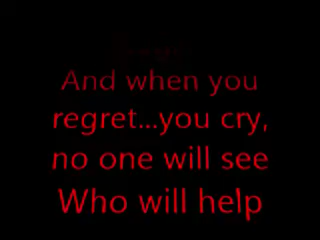 And when you
regret...you cry,
no one will see
Who will help